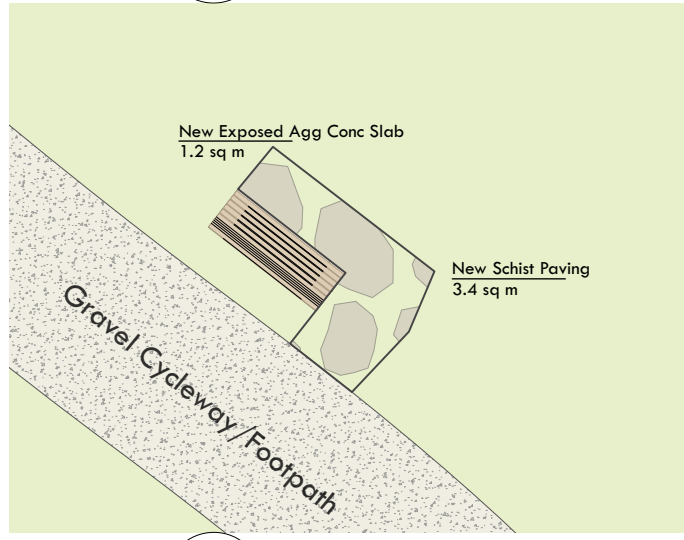 New Exposed Agg Conc Slab
1.2 sq m
New Schist Paving
3.4 sq m
Gravel Cycleway/Footpath